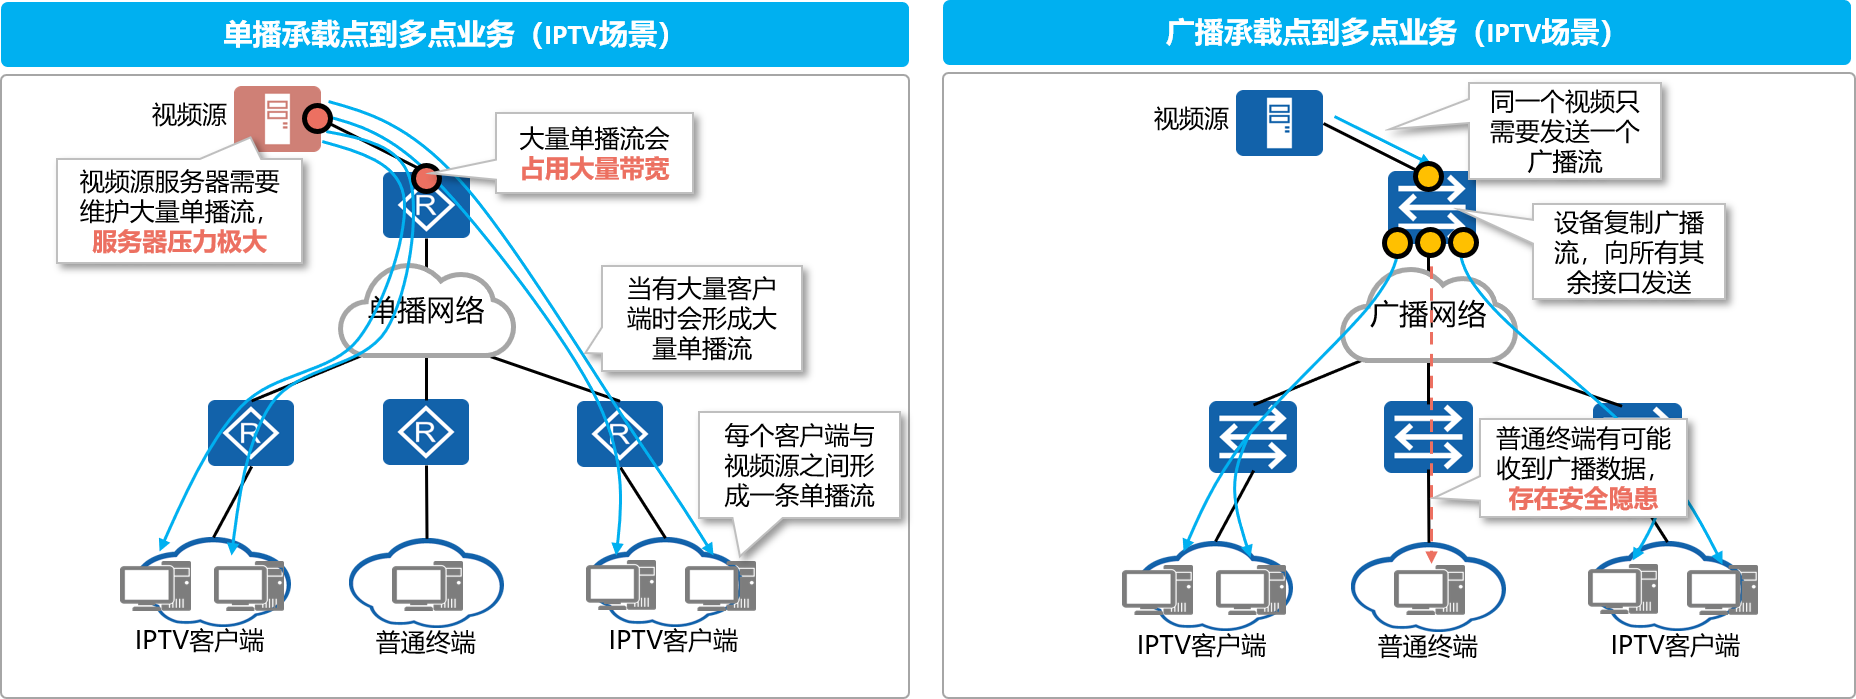 单播承载点到多点业务（IPTV场景）
视频源
大量单播流会
占用大量带宽
视频源服务器需要
维护大量单播流，
服务器压力极大
R
单播网络
当有大量客户
端时会形成大
量单播流
R
R
R
每个客户端与
视频源之间形
成一条单播流
IPTV客户端
普通终端
IPTV客户端
广播承载点到多点业务（IPTV场景）
视频源
同一个视频只
需要发送一个
广播流
设备复制广播
流，向所有其
余接口发送
广播网络
普通终端有可能
收到广播数据，
存在安全隐患
IPTV客户端
普通终端
IPTV客户端